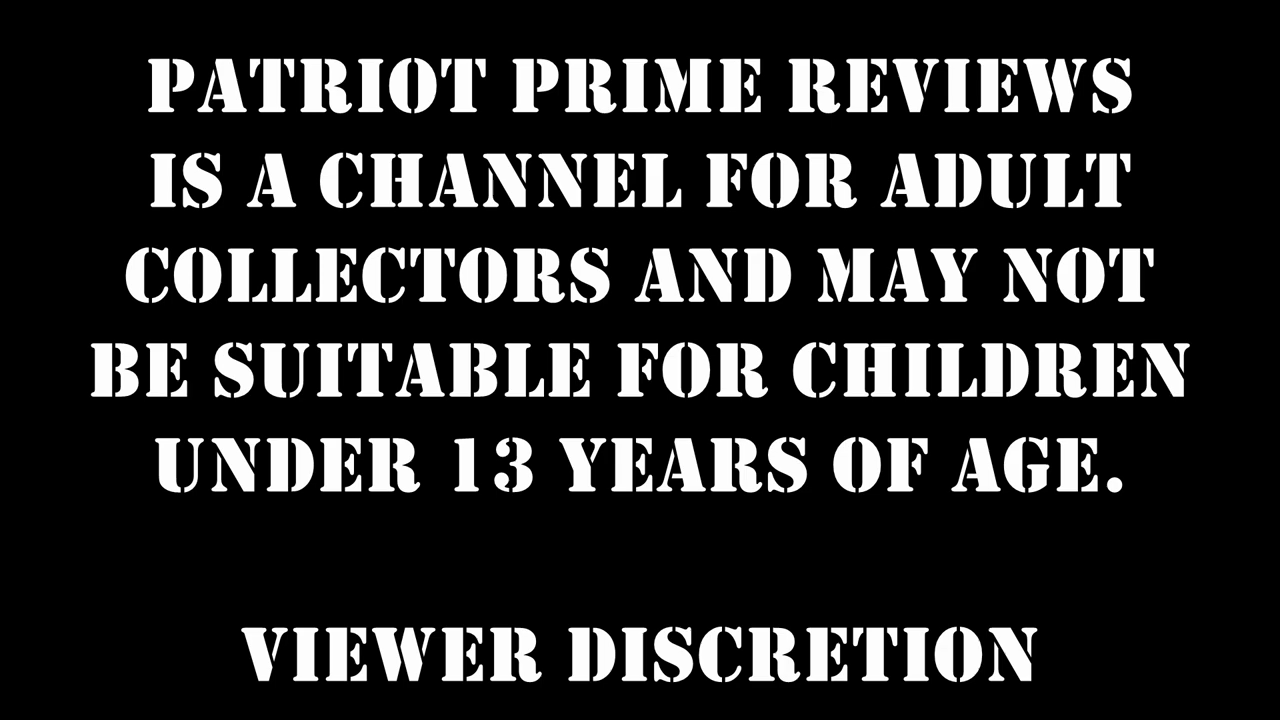 PATRIOT PRIME REVIEWS
IS A CHANNEL FOR ADULT
COLLECTORS AND MAY NOT
BE SUITABLE FOR CHILDREN
UNDER 13 YEARS OF AGE.
VIEWER DISCRETION